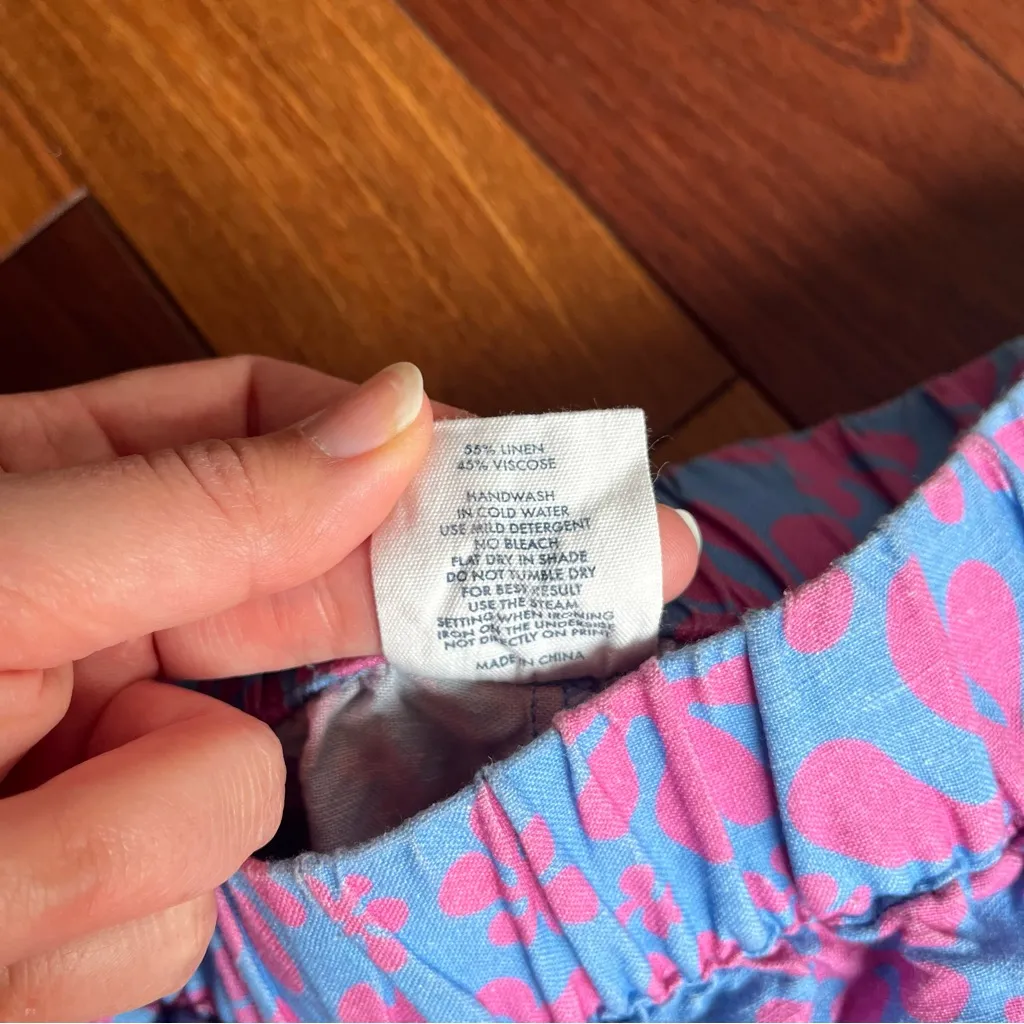 55% LINEN
45% VISCOSE
HANDWASH
IN COLD WATER
USE MILD DETERGENT
NO BLEACH
FLAT DRY IN SHADE
DO NOT TUMBLE DRY
FOR BEST RESULT
USE THE STEAM
SETTING WHEN IRONING
IRON ON THE UNDERSIDE
NOT DIRECTLY ON PRINT
MADE IN CHINA